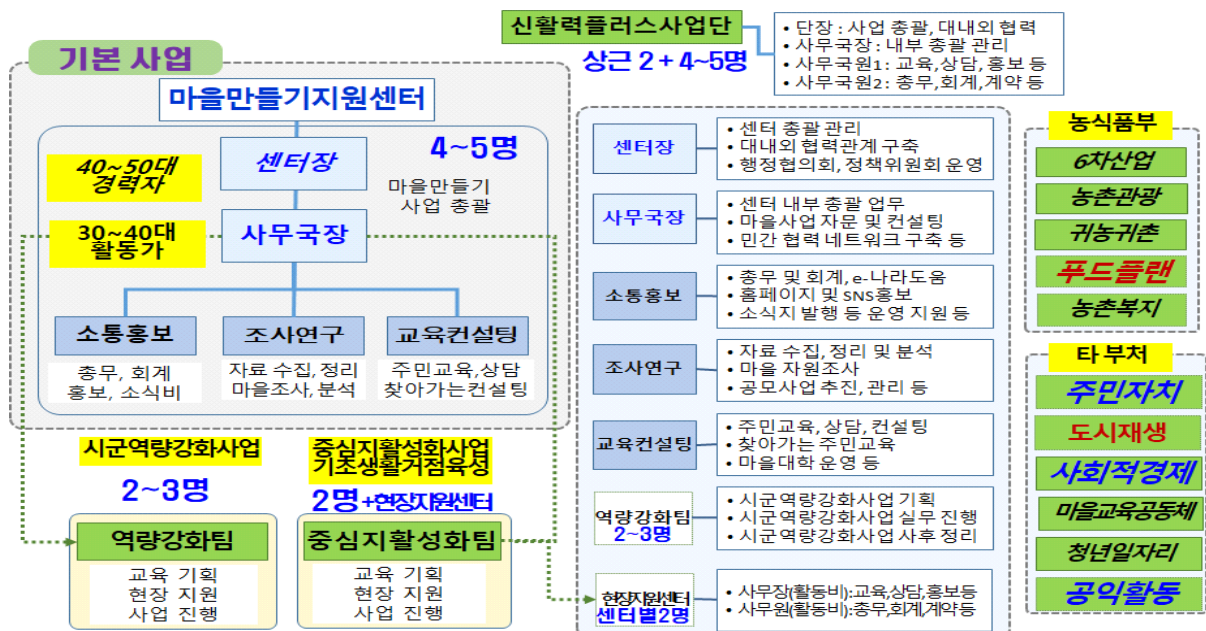 신활력플러스사업단
상근 2 + 4~5명
• 단장 : 사업 총괄, 대내외 협력
• 사무국장 : 내부 총괄 관리
• 사무국원1 : 교육, 상담, 홍보 등
• 사무국원2 : 총무, 회계, 계약 등
기본 사업
마을만들기지원센터
40~50대
경력자
센터장
4~5명
마을만들기
사업 총괄
30~40대
활동가
사무국장
소통홍보
총무, 회계
홍보, 소식비
조사연구
자료 수집, 정리
마을조사, 분석
교육컨설팅
주민교육,상담
찾아가는컨설팅
시군역량강화사업
2~3명
역량강화팀
교육 기획
현장 지원
사업 진행
중심지활성화사업
기초생활거점육성
2명+현장지원센터
중심지활성화팀
교육 기획
현장 지원
사업 진행
센터장
• 센터 총괄 관리
• 대내외 협력관계 구축
• 행정협의회, 정책위원회 운영
사무국장
• 센터 내부 총괄 업무
• 마을사업 자문 및 컨설팅
• 민간 협력 네트워크 구축 등
소통홍보
• 총무 및 회계, e-나라도움
• 홈페이지 및 SNS홍보
• 소식지 발행 등 운영 지원 등
조사연구
• 자료 수집, 정리 및 분석
• 마을 자원조사
• 공모사업 추진, 관리 등
교육컨설팅
• 주민교육, 상담, 컨설팅
• 찾아가는 주민교육
• 마을대학 운영 등
역량강화팀
2~3명
• 시군역량강화사업 기획
• 시군역량강화사업 실무 진행
• 시군역량강화사업 사후 정리
현장지원센터
센터별2명
• 사무장(활동비):교육,상담,홍보등
• 사무원(활동비):총무,회계,계약등
농식품부
6차산업
농촌관광
귀농귀촌
푸드플랜
농촌복지
타 부처
주민자치
도시재생
사회적경제
마을교육공동체
청년일자리
공익활동